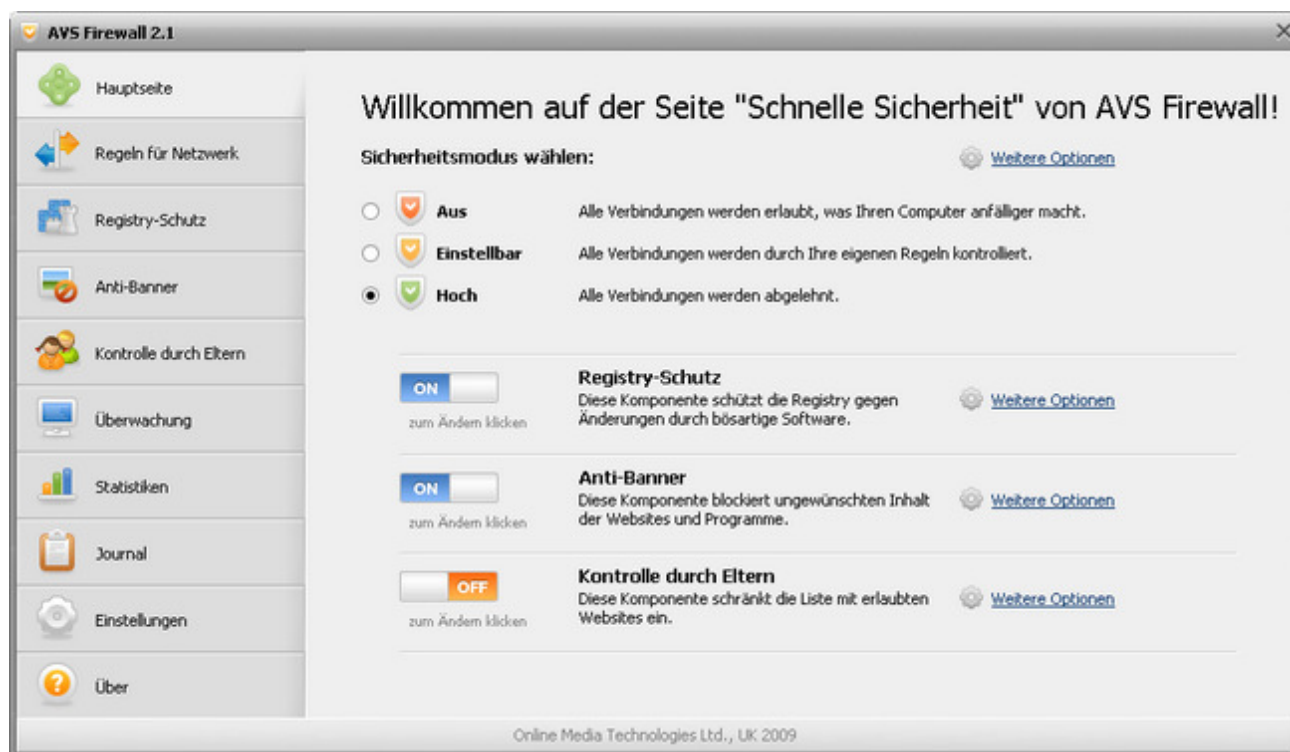 AVS Firewall 2.1
Hauptseite
Regeln für Netzwerk
Registry-Schutz
Anti-Banner
Kontrolle durch Eltern
Überwachung
Statistiken
Journal
Einstellungen
Über
Willkommen auf der Seite "Schnelle Sicherheit" von AVS Firewall!
Sicherheitsmodus wählen:
Weitere Optionen
Aus
Alle Verbindungen werden erlaubt, was Ihren Computer anfälliger macht.
Einstellbar
Alle Verbindungen werden durch Ihre eigenen Regeln kontrolliert.
Hoch
Alle Verbindungen werden abgelehnt.
ON
zum Ändern klicken
Registry-Schutz
Diese Komponente schützt die Registry gegen
Änderungen durch bösartige Software.
Weitere Optionen
ON
zum Ändern klicken
Anti-Banner
Diese Komponente blockiert ungewünschten Inhalt
der Websites und Programme.
Weitere Optionen
OFF
zum Ändern klicken
Kontrolle durch Eltern
Diese Komponente schränkt die Liste mit erlaubten
Websites ein.
Weitere Optionen
Online Media Technologies Ltd., UK 2009